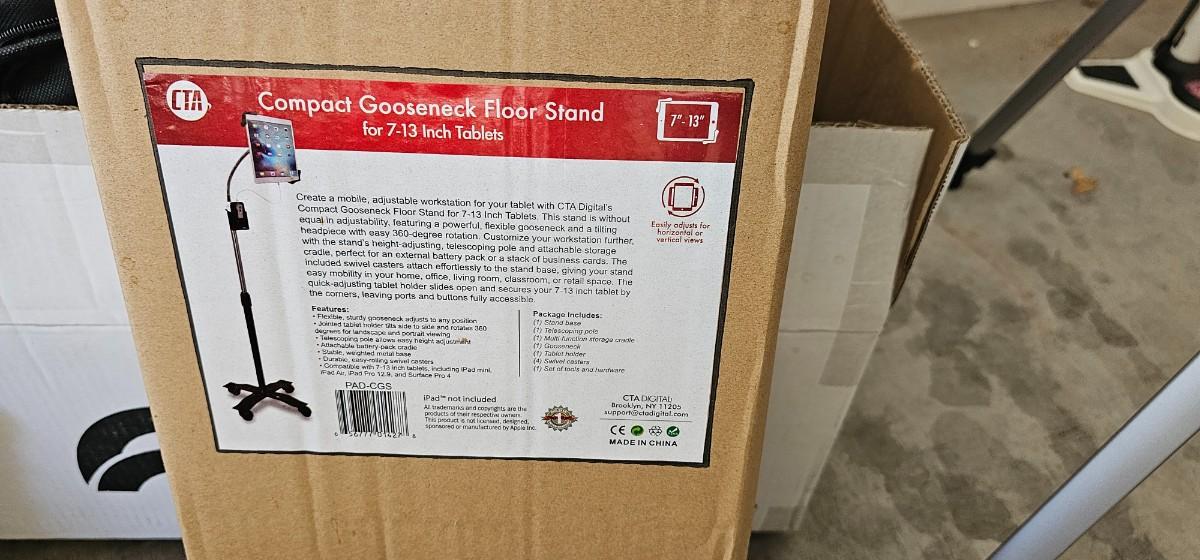 CTA
Compact Gooseneck Floor Stand
for 7-13 Inch Tablets
7"- 13"
Create a mobile, adjustable workstation for your tablet with CTA Digital's
Compact Gooseneck Floor Stand for 7-13 Inch Tablets. This stand is without
equal in adjustability, featuring a powerful, flexible gooseneck and a tilting
headpiece with easy 360-degree rotation. Customize your workstation further,
with the stand's height-adjusting, telescoping pole and attachable storage
cradle, perfect for an external battery pack or a stack of business cards. The
included swivel casters attach effortlessly to the stand base, giving your stand
easy mobility in your home, office, living room, classroom, or retail space. The
quick-adjusting tablet holder slides open and secures your 7-13 inch tablet by
the corners, leaving ports and buttons fully accessible.
Easily adjusts for
horizontal or
vertical views
Features:
• Flexible, sturdy gooseneck adjusts to any position
• Jointed tablet holder tilts side to side and rotates 360
degrees for landscape and portrait viewing
• Telescoping pole allows easy height adjustment
• Attachable battery-pack cradle
• Stable, weighted metal base
• Durable, easy-rolling swivel casters
• Compatible with 7-13 inch tablets, including iPad mini,
iPad Air, iPad Pro 12.9, and Surface Pro 4
Package Includes:
(1) Stand base
(1) Telescoping pole
(1) Multi-function storage cradle
(1) Gooseneck
(1) Tablet holder
(4) Swivel casters
(1) Set of tools and hardware
PAD-CGS
iPad™ not included
All trademarks and copyrights are the
products of their respective owners.
This product is not licensed, designed,
sponsored or manufactured by Apple Inc.
CTA DIGITAL
Brooklyn, NY 11205
support@ctadigital.com
CE
MADE IN CHINA